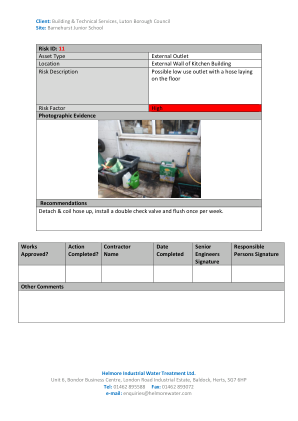 Client: Building & Technical Services, Luton Borough Council
Site: Barnehurst Junior School
Risk ID: 11
Asset Type External Outlet
Location External Wall of Kitchen Building
Risk Description Possible low use outlet with a hose laying
on the floor
Risk Factor High
Photographic Evidence
Recommendations
Detach & coil hose up, install a double check valve and flush once per week.
Works Action Contractor Date Senior Responsible
Approved? Completed? Name Completed Engineers Persons Signature
Signature
Other Comments
Helmore Industrial Water Treatment Ltd.
Unit 6, Bondor Business Centre, London Road Industrial Estate, Baldock, Herts, SG7 6HP
Tel: 01462 895588 Fax: 01462 893872
e-mail: enquiries@helmorewater.com